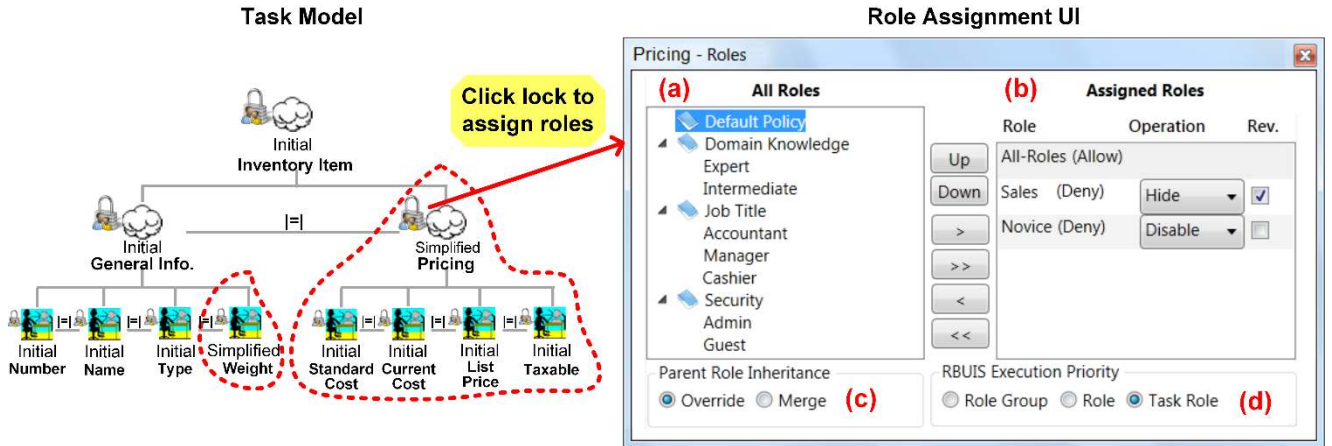 Task Model
Role Assignment UI
Initial
Inventory Item
Click lock to
assign roles
|=|
Initial
General Info.
Simplified
Pricing
|=|
|=|
|=|
|=|
|=|
|=|
Initial
Number
Initial
Name
Initial
Type
Simplified
Weight
Initial
Standard
Cost
Initial
Current
Cost
Initial
List
Price
Initial
Taxable
Pricing - Roles
(a)
All Roles
Default Policy
Domain Knowledge
Expert
Intermediate
Job Title
Accountant
Manager
Cashier
Security
Admin
Guest
Up
Down
>
>>
<
<<
(b)
Assigned Roles
Role Operation Rev.
All-Roles (Allow)
Sales (Deny) Hide
Novice (Deny) Disable
Parent Role Inheritance
Override Merge (c)
RBUIS Execution Priority
Role Group Role Task Role (d)